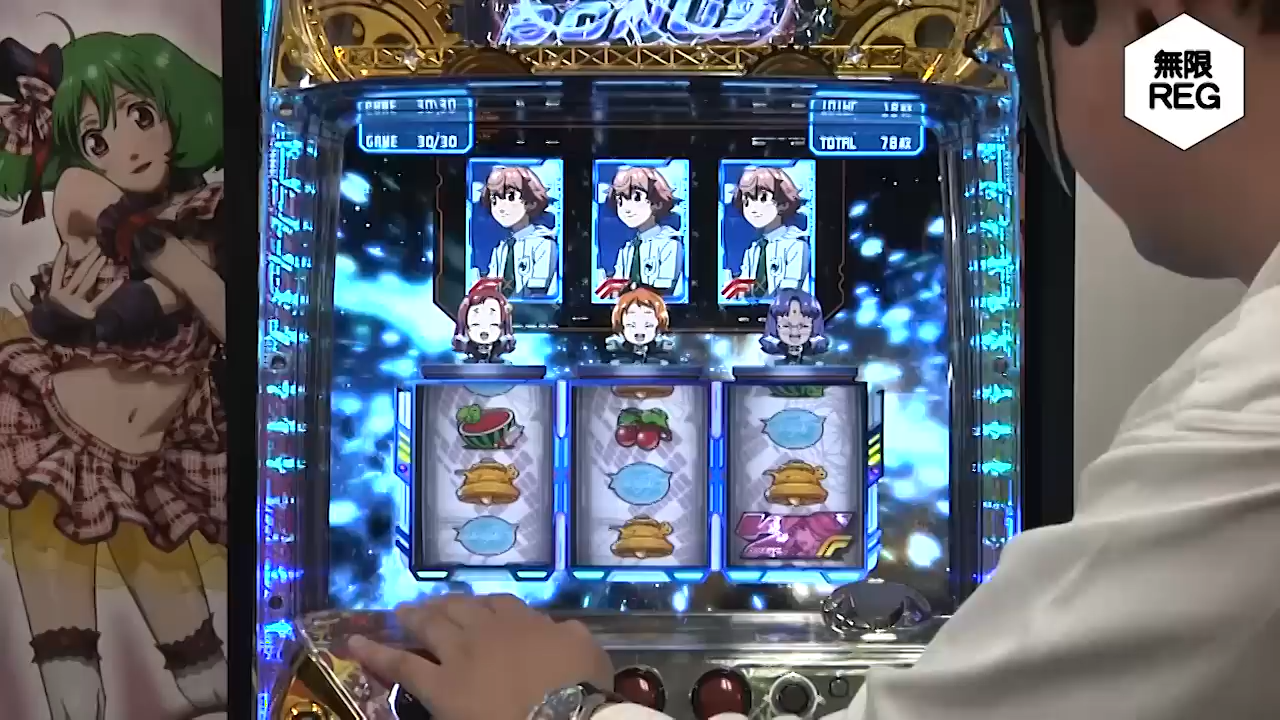 BONUS
無限
REG
GAME 30/30
GAME 30/30
TOTAL 78枚